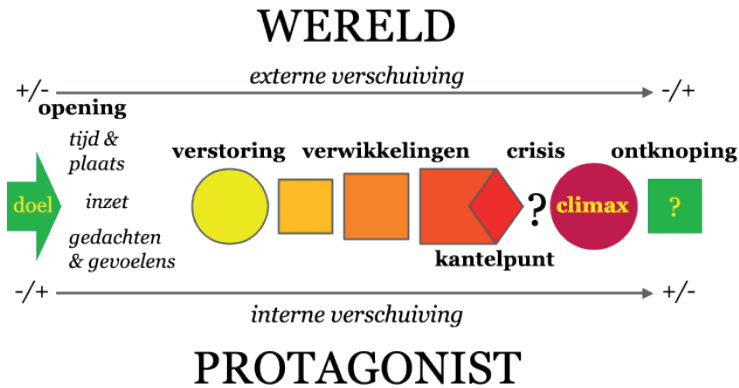 WERELD
externe verschuiving
+/-
-/+
opening
tijd &
plaats
verstoring
verwikkelingen
crisis
ontknoping
doel
inzet
?
climax
?
gedachten
& gevoelens
kantelpunt
-/+
+/-
interne verschuiving
PROTAGONIST